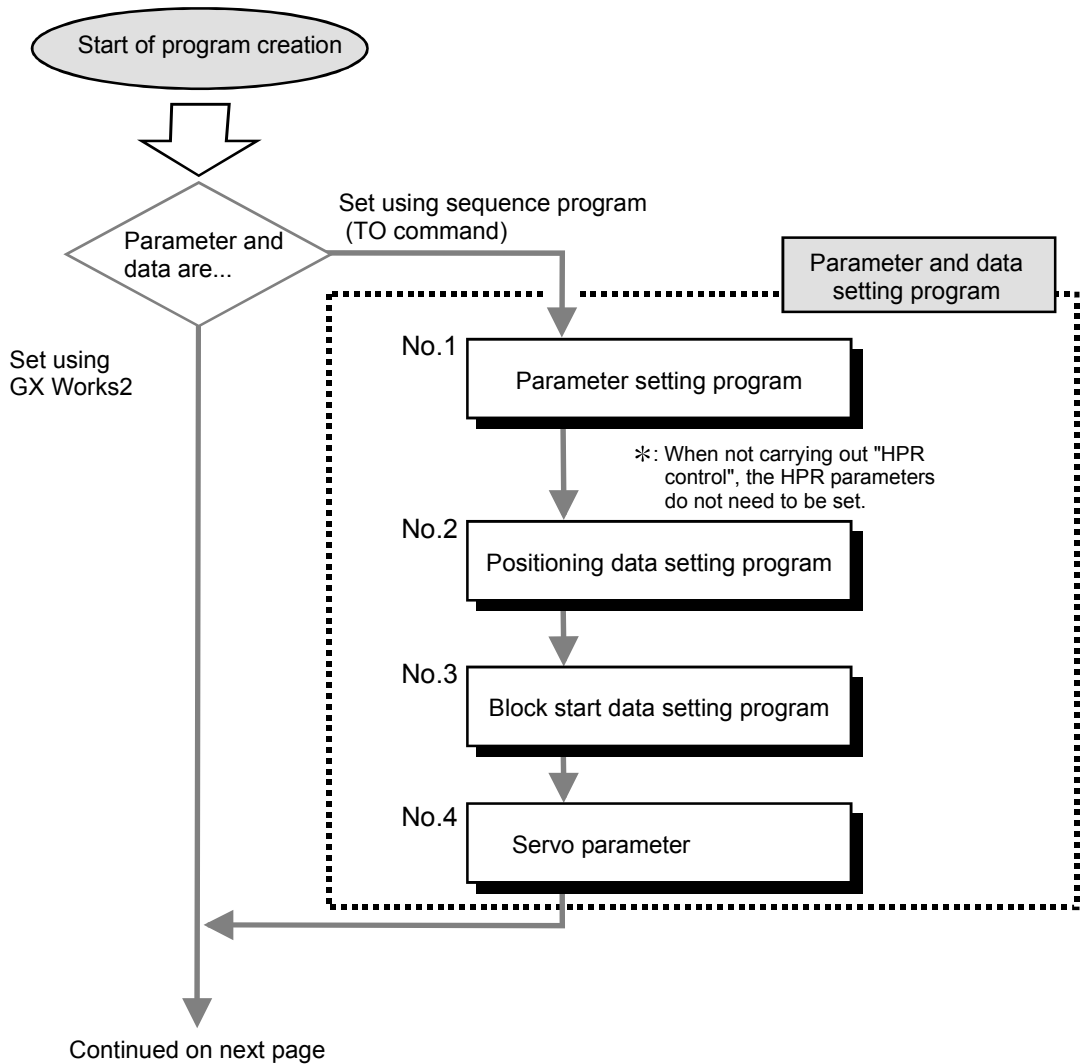 Start of program creation
Parameter and
data are...
Set using sequence program
(TO command)
Parameter and data
setting program
Set using
GX Works2
No.1
Parameter setting program
*: When not carrying out "HPR
control", the HPR parameters
do not need to be set.
No.2
Positioning data setting program
No.3
Block start data setting program
No.4
Servo parameter
Continued on next page